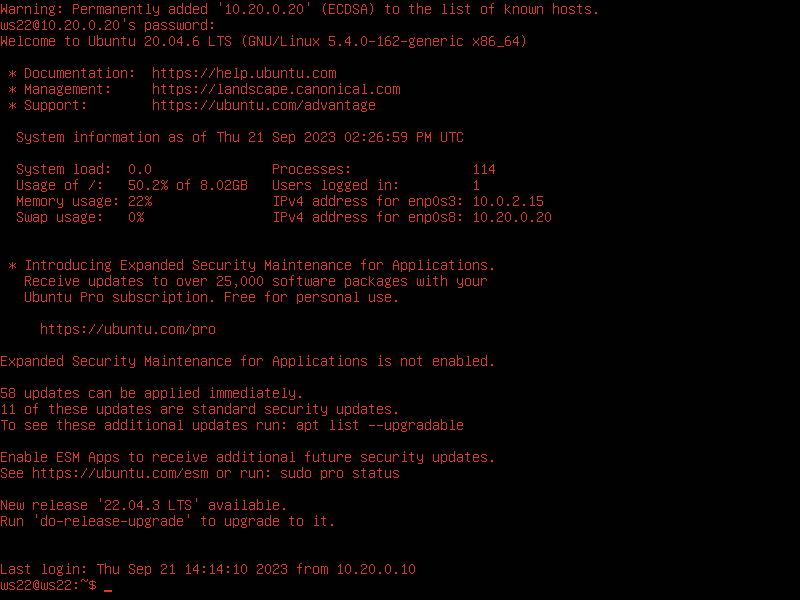 Warning: Permanently added '10.20.0.20' (ECDSA) to the list of known hosts.
ws22@10.20.0.20's password:
Welcome to Ubuntu 20.04.6 LTS (GNU/Linux 5.4.0-162-generic x86_64)

 * Documentation:  https://help.ubuntu.com
 * Management:     https://landscape.canonical.com
 * Support:        https://ubuntu.com/advantage

  System information as of Thu 21 Sep 2023 02:26:59 PM UTC

  System load:  0.0               Processes:               114
  Usage of /:   50.2% of 8.02GB   Users logged in:         1
  Memory usage: 22%               IPv4 address for enp0s3: 10.0.2.15
  Swap usage:   0%                IPv4 address for enp0s8: 10.20.0.20

 * Introducing Expanded Security Maintenance for Applications.
   Receive updates to over 25,000 software packages with your
   Ubuntu Pro subscription. Free for personal use.

     https://ubuntu.com/pro

Expanded Security Maintenance for Applications is not enabled.

58 updates can be applied immediately.
11 of these updates are standard security updates.
To see these additional updates run: apt list --upgradable

Enable ESM Apps to receive additional future security updates.
See https://ubuntu.com/esm or run: sudo pro status

New release '22.04.3 LTS' available.
Run 'do-release-upgrade' to upgrade to it.

Last login: Thu Sep 21 14:14:10 2023 from 10.20.0.10
ws22@ws22:~$ _